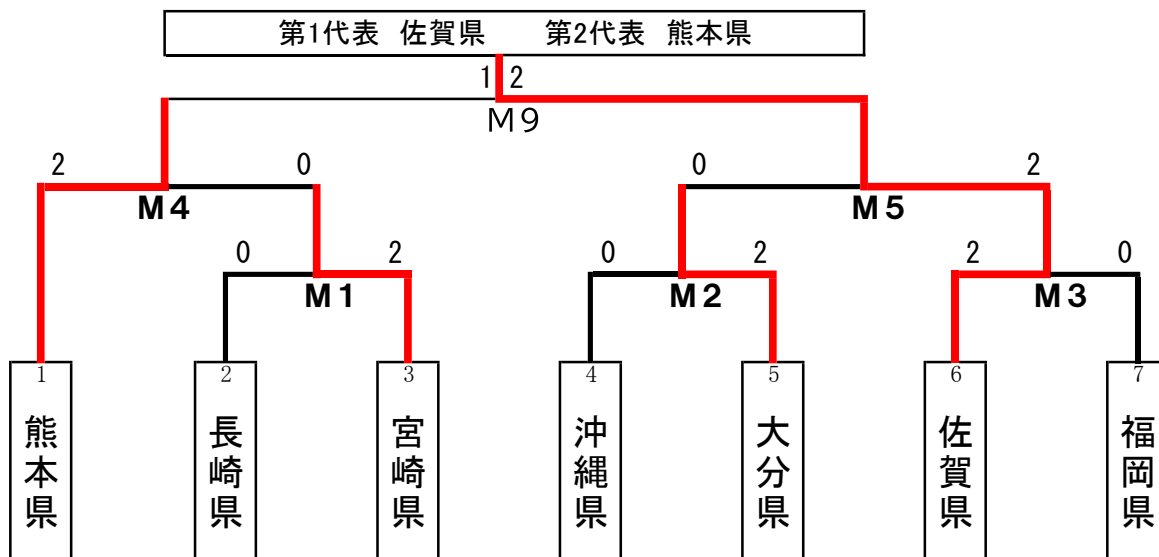 第1代表 佐賀県 第2代表 熊本県
1 2
M9
2 0 0 2
M4 M5
0 2 0 2 2 0
M1 M2 M3
1 2 3 4 5 6 7
熊本県
長崎県
宮崎県
沖縄県
大分県
佐賀県
福岡県